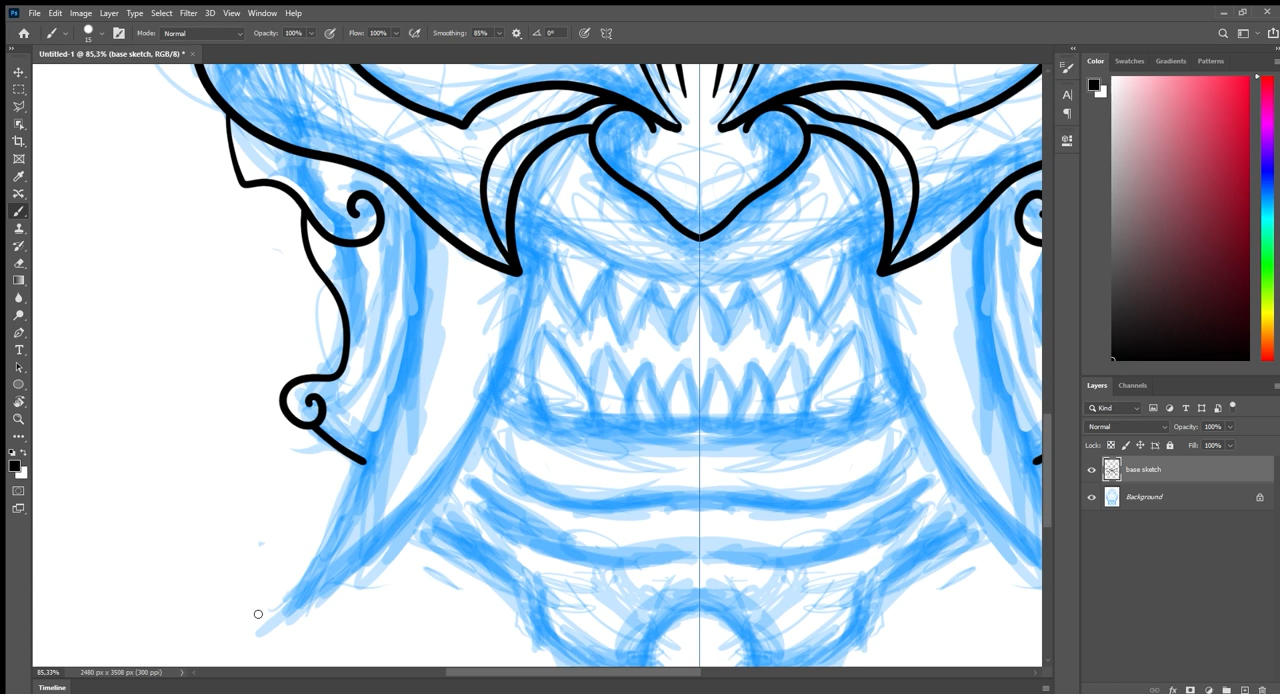 Ps File Edit Image Layer Type Select Filter 3D View Window Help
15 Mode: Normal Opacity: 100% Flow: 100% Smoothing: 85% 0°
Untitled-1 @ 85,3% (base sketch, RGB/8) *
Color Swatches Gradients Patterns
Layers Channels
Kind
Normal Opacity: 100%
Lock: Fill: 100%
base sketch
Background
fx
85,33% 2480 px x 3508 px (300 ppi)
Timeline